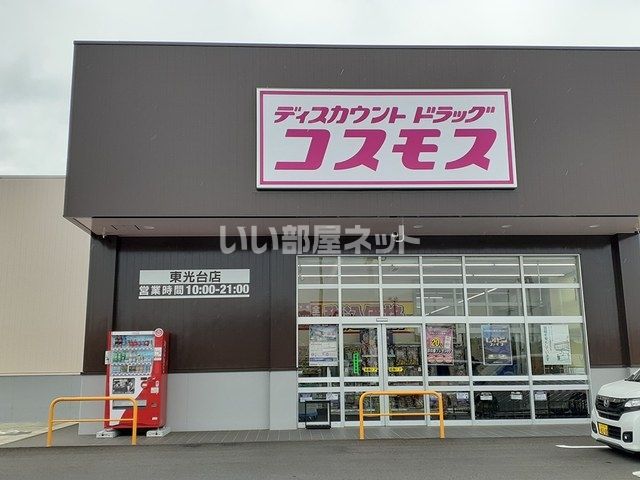 ディスカウント ドラッグ
コスモス
いい部屋ネット
東光台店
営業時間10:00-21:00